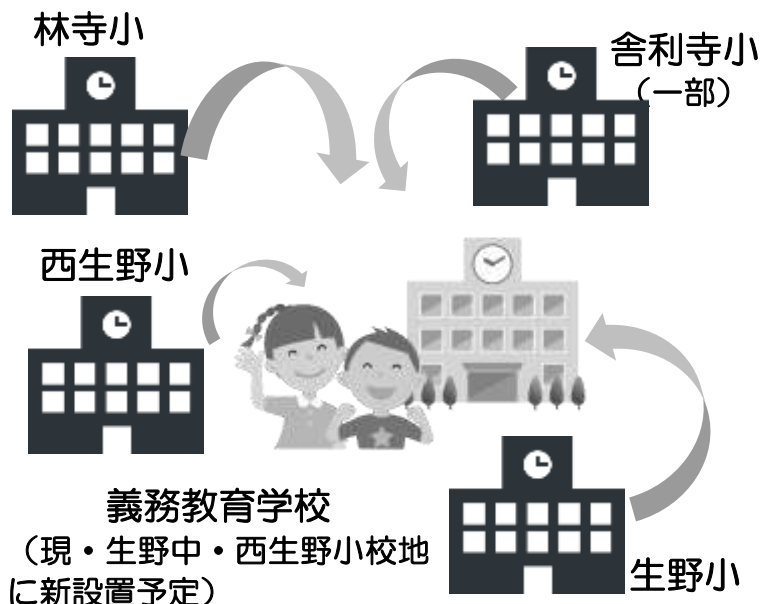 林寺小
舎利寺小
（一部）
西生野小
義務教育学校
（現・生野中・西生野小校地
に新設置予定）
生野小